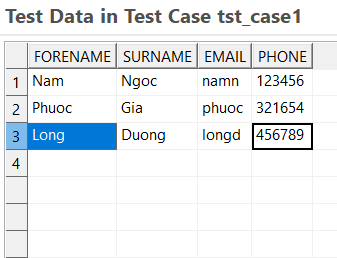 Test Data in Test Case tst_case1
FORENAME SURNAME EMAIL PHONE
1 Nam Ngoc namn 123456
2 Phuoc Gia phuoc 321654
3 Long Duong longd 456789
4